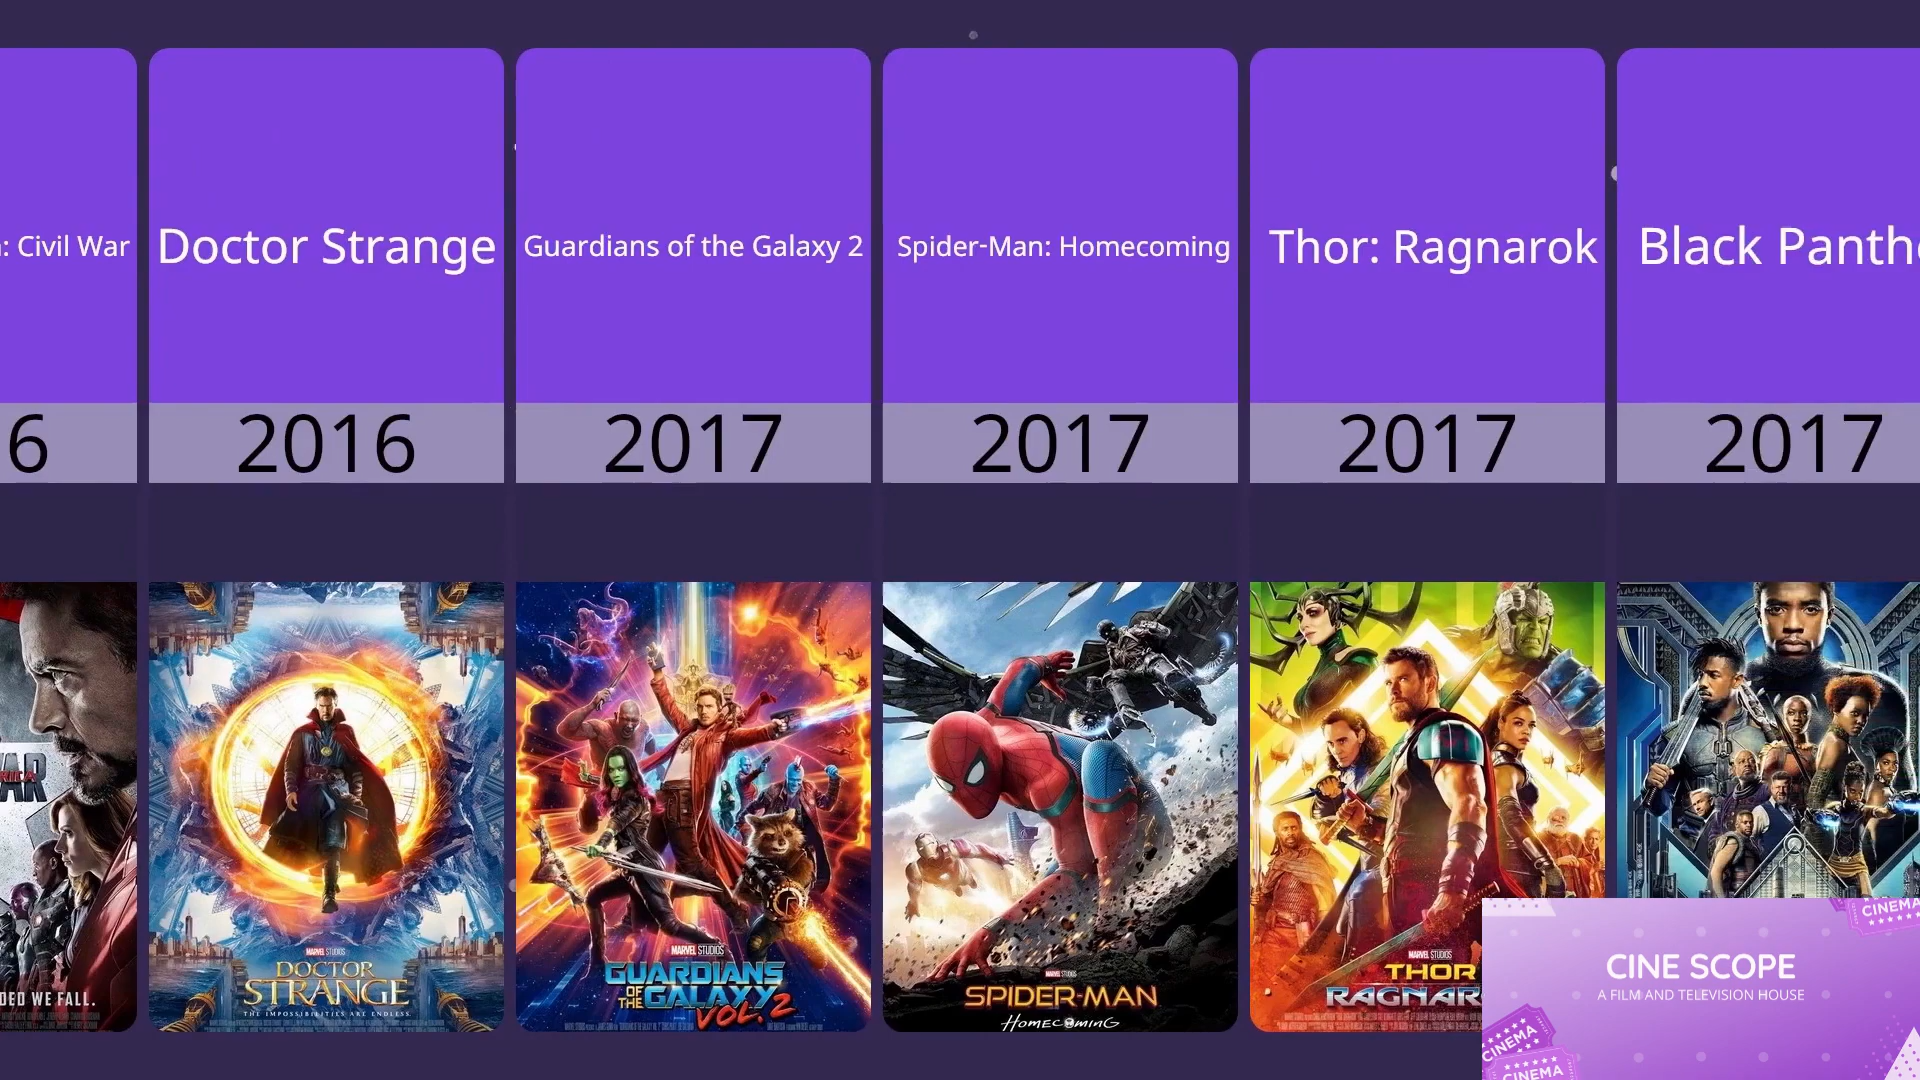 : Civil War
Doctor Strange
Guardians of the Galaxy 2
Spider-Man: Homecoming
Thor: Ragnarok
Black Panth
6
2016
2017
2017
2017
2017
WAR
DED WE FALL.
MARVEL STUDIOS
DOCTOR
STRANGE
THE IMPOSSIBILITIES ARE ENDLESS.
MARVEL STUDIOS
GUARDIANS
OF THE
GALAXY
VOL. 2
MARVEL STUDIOS
SPIDER-MAN
HomecominG
MARVEL STUDIOS
THOR
RAGNAR
CINEMA
CINE SCOPE
A FILM AND TELEVISION HOUSE
CINEMA
CINEMA